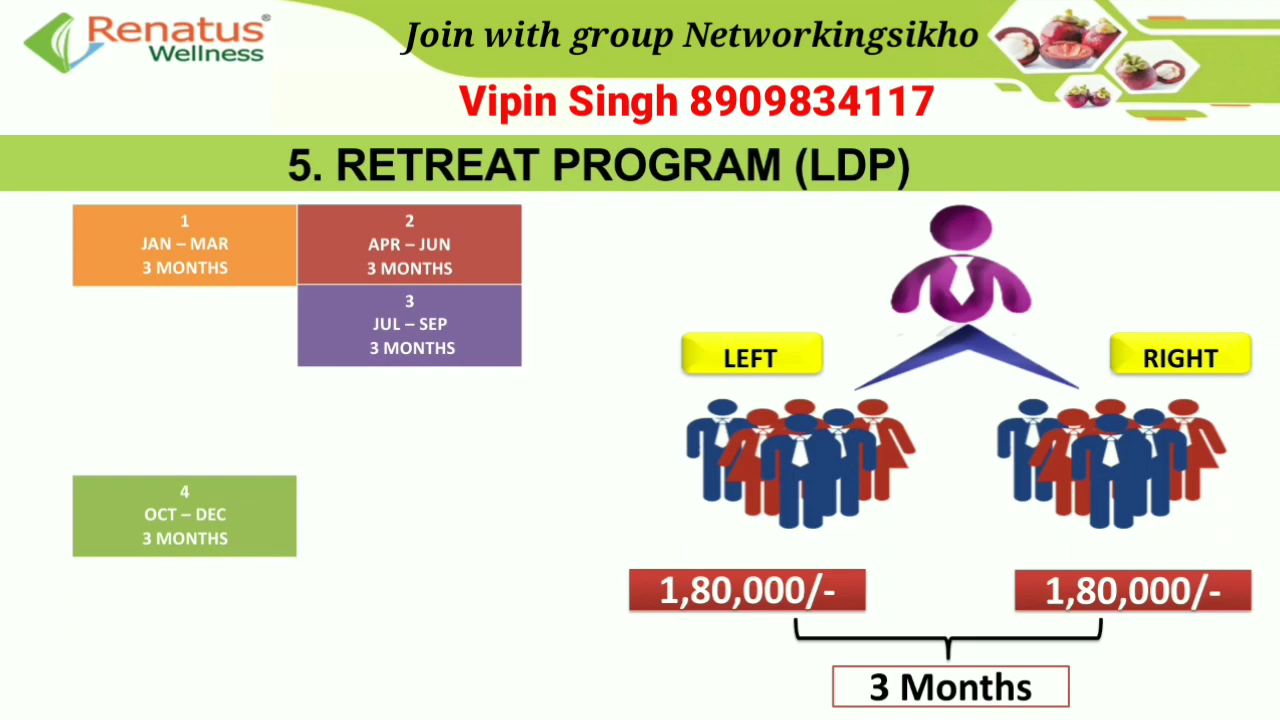 Renatus®
Wellness
Join with group Networkingsikho
Vipin Singh 8909834117
5. RETREAT PROGRAM (LDP)
1
JAN – MAR
3 MONTHS
2
APR – JUN
3 MONTHS
3
JUL – SEP
3 MONTHS
4
OCT – DEC
3 MONTHS
LEFT
RIGHT
1,80,000/-
1,80,000/-
3 Months